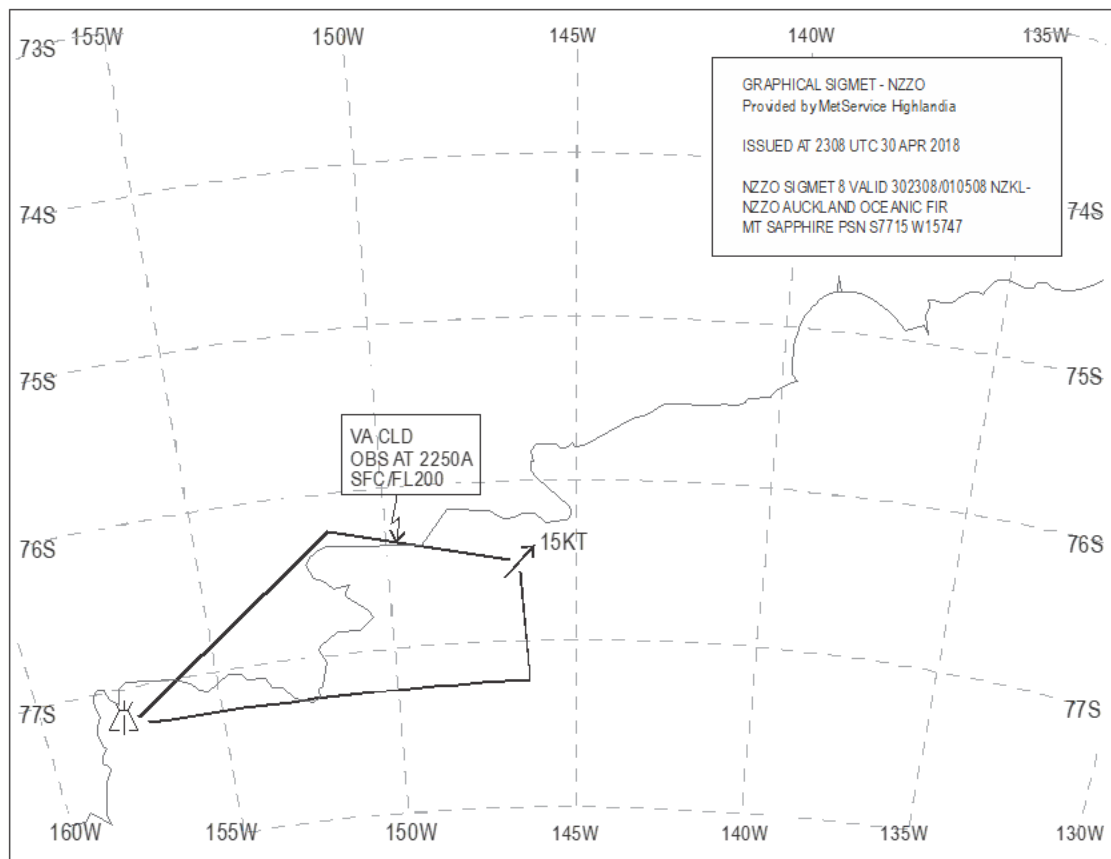 155W 150W 145W 140W 135W
73S
GRAPHICAL SIGMET - NZZO
Provided by MetService Highlandia
ISSUED AT 2308 UTC 30 APR 2018
NZZO SIGMET 8 VALID 302308/010508 NZKL-
NZZO AUCKLAND OCEANIC FIR
MT SAPPHIRE PSN S7715 W15747
74S 74S
75S 75S
VA CLD
OBS AT 2250A
SFC/FL200
76S 15KT 76S
77S 77S
160W 155W 150W 145W 140W 135W 130W